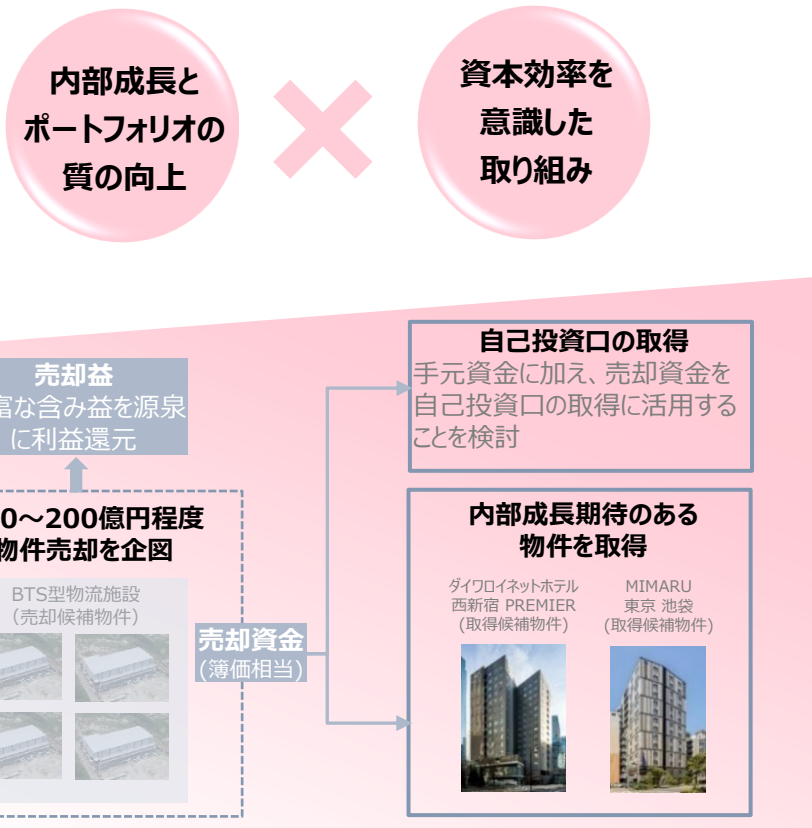 内部成長と
ポートフォリオの
質の向上
資本効率を
意識した
取り組み
売却益
富な含み益を源泉
に利益還元
0～200億円程度
物件売却を企図
BTS型物流施設
(売却候補物件)
売却資金
(簿価相当)
自己投資口の取得
手元資金に加え、売却資金を
自己投資口の取得に活用する
ことを検討
内部成長期待のある
物件を取得
ダイワロイネットホテル
西新宿 PREMIER
(取得候補物件)
MIMARU
東京 池袋
(取得候補物件)